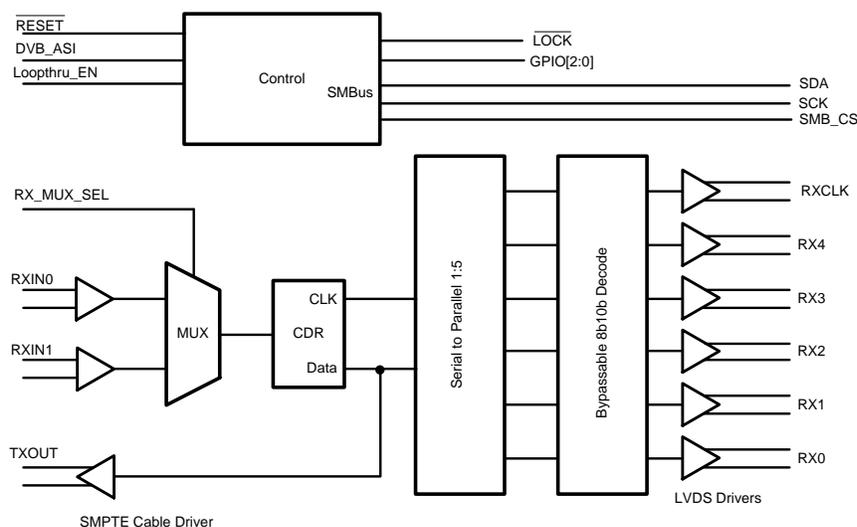 RESET
DVB_ASI
Loopthru_EN
Control
SMBus
LOCK
GPIO[2:0]
SDA
SCK
SMB_CS
RX_MUX_SEL
RXIN0
RXIN1
MUX
CLK
CDR
Data
Serial to Parallel 1:5
Bypassable 8b10b Decode
RXCLK
RX4
RX3
RX2
RX1
RX0
TXOUT
SMPTE Cable Driver
LVDS Drivers